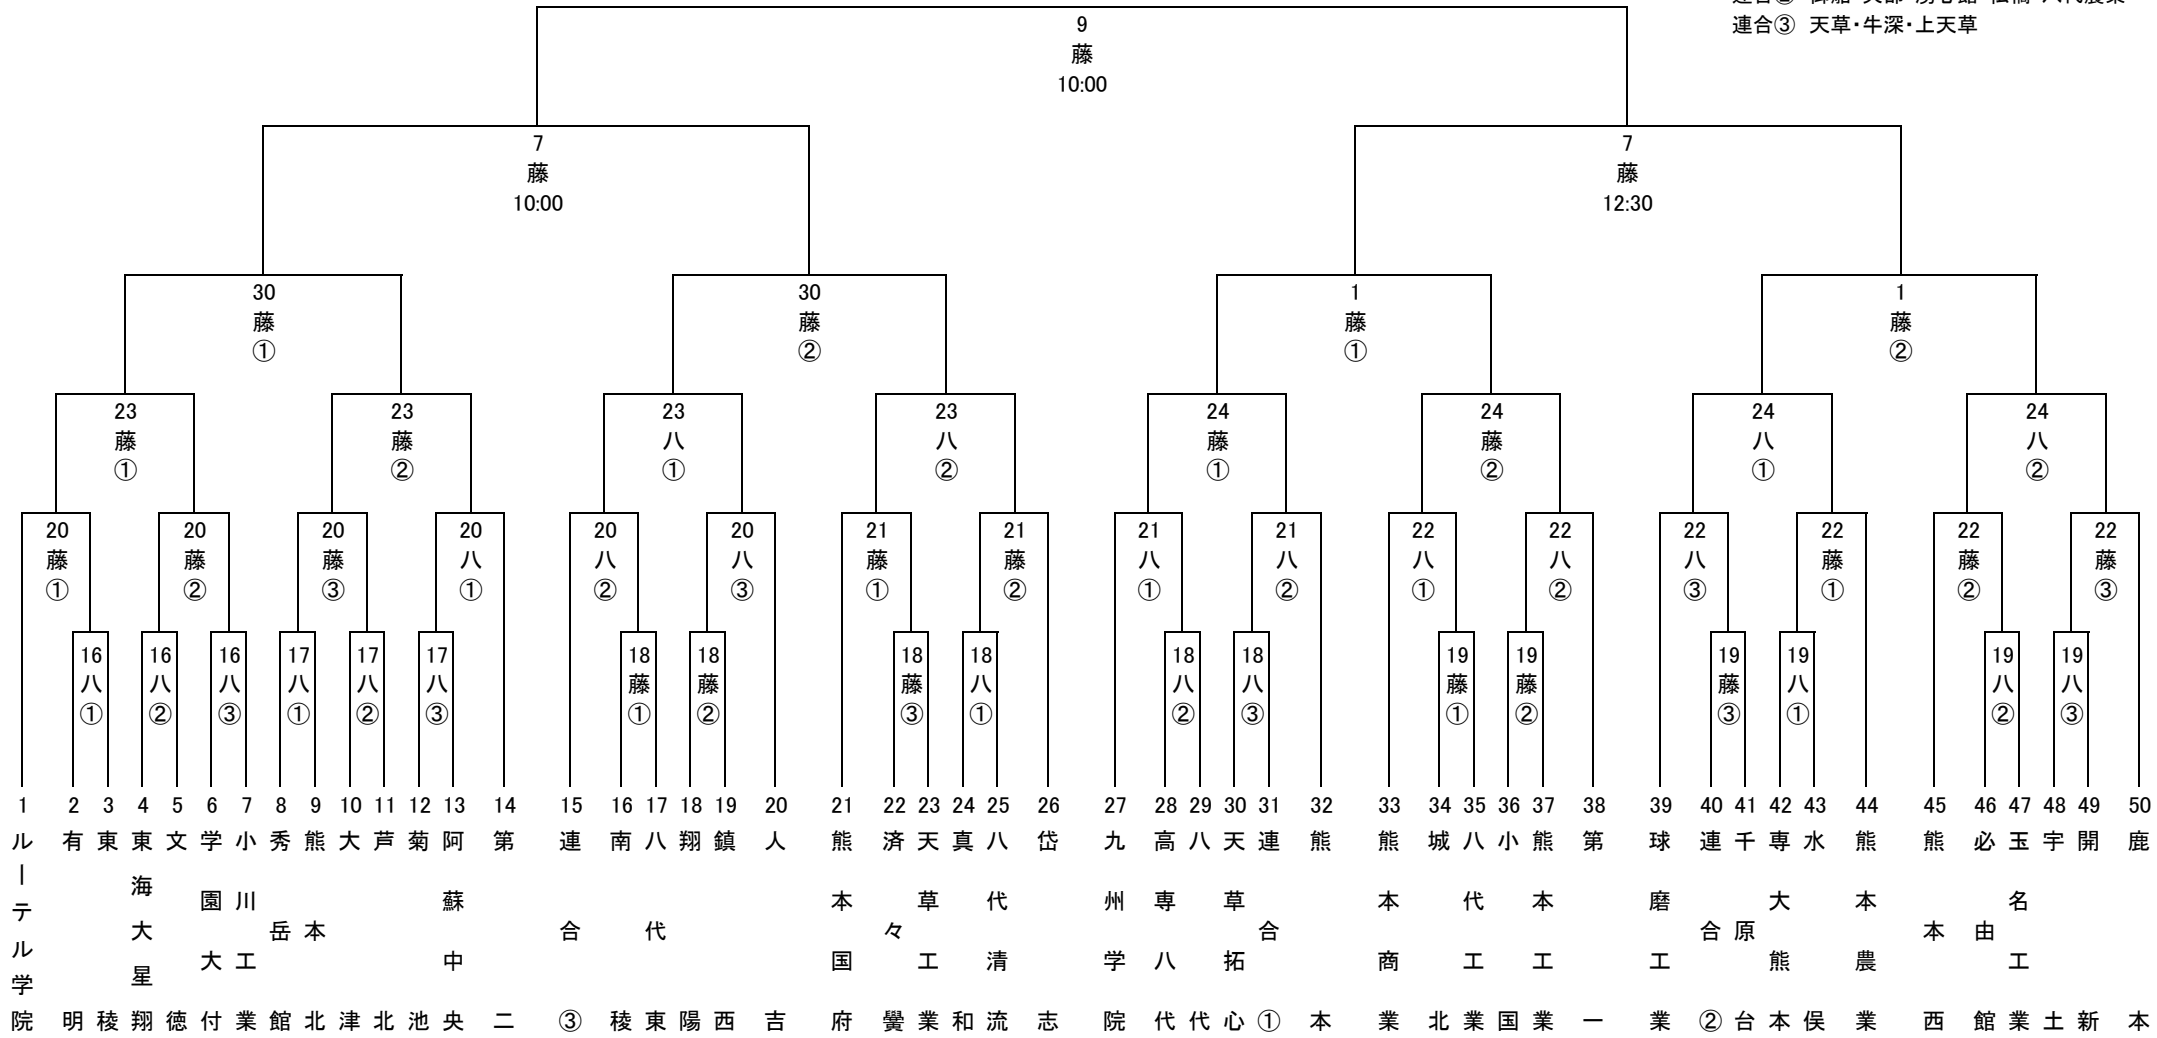 連合③ 天草・牛深・上天草
9
藤
10:00
7
藤
10:00
7
藤
12:30
30
藤
①
30
藤
②
1
藤
①
1
藤
②
23
藤
①
23
藤
②
23
八
①
23
八
②
24
藤
①
24
藤
②
24
八
①
24
八
②
20
藤
①
20
藤
②
20
藤
③
20
八
①
20
八
②
20
八
③
21
藤
①
21
藤
②
21
八
①
21
八
②
22
八
①
22
八
②
22
八
③
22
藤
①
22
藤
②
22
藤
③
16
八
①
16
八
②
16
八
③
17
八
①
17
八
②
17
八
③
18
藤
①
18
藤
②
18
藤
③
18
八
①
18
八
②
18
八
③
19
藤
①
19
藤
②
19
藤
③
19
八
①
19
八
②
19
八
③
1 ルーテル学院
2 有明
3 東稜
4 東海大星翔
5 文徳
6 学園大付
7 小川工業
8 秀岳館
9 熊本北
10 大津
11 芦北
12 菊池
13 阿蘇中央
14 第二
15 連合③
16 南稜
17 八代東
18 翔陽
19 鎮西
20 人吉
21 熊本国府
22 済々黌
23 天草工業
24 真和
25 八代清流
26 岱志
27 九州学院
28 高専八代
29 八代
30 天草拓心
31 連合①
32 熊本
33 熊本商業
34 城北
35 八代工業
36 小国
37 熊本工業
38 第一
39 球磨工業
40 連合②
41 千原台
42 専大熊本
43 水俣
44 熊本農業
45 熊本西
46 必由館
47 玉名工業
48 宇土
49 開新
50 鹿本